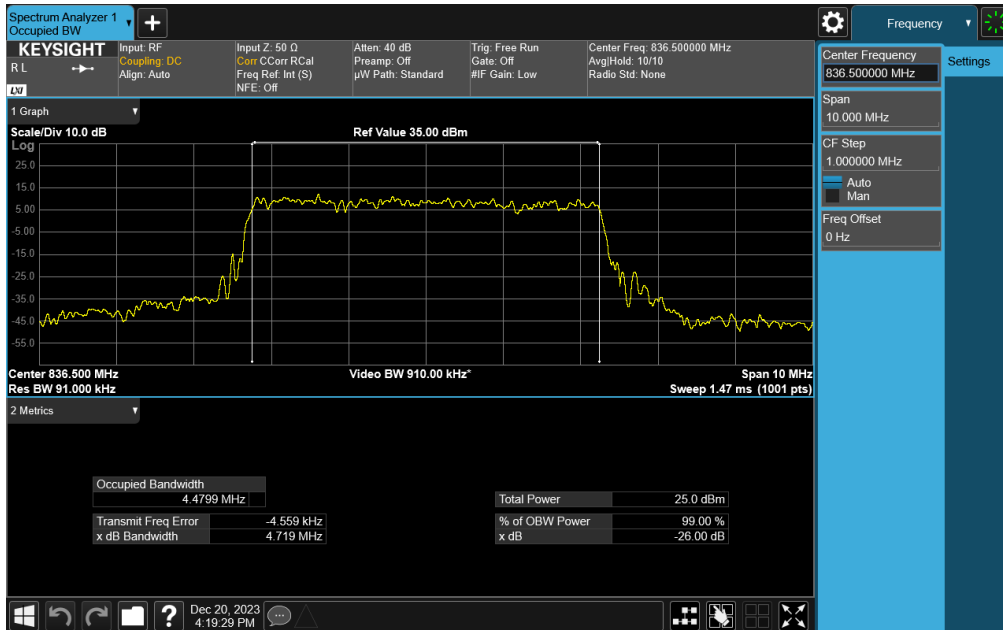 Spectrum Analyzer 1
Occupied BW
Frequency
KEYSIGHT
R L
LXI
Input: RF
Coupling: DC
Align: Auto
Input Z: 50 Ω
Corr CCorr RCal
Freq Ref: Int (S)
NFE: Off
Atten: 40 dB
Preamp: Off
µW Path: Standard
Trig: Free Run
Gate: Off
#IF Gain: Low
Center Freq: 836.500000 MHz
Avg|Hold: 10/10
Radio Std: None
Center Frequency
836.500000 MHz
Settings
Span
10.000 MHz
CF Step
1.000000 MHz
Auto
Man
Freq Offset
0 Hz
1 Graph
Scale/Div 10.0 dB
Ref Value 35.00 dBm
Log
25.0
15.0
5.00
-5.00
-15.0
-25.0
-35.0
-45.0
-55.0
Center 836.500 MHz
Video BW 910.00 kHz*
Span 10 MHz
Res BW 91.000 kHz
Sweep 1.47 ms (1001 pts)
2 Metrics
Occupied Bandwidth
4.4799 MHz
Total Power 25.0 dBm
Transmit Freq Error -4.559 kHz
% of OBW Power 99.00 %
x dB Bandwidth 4.719 MHz
x dB -26.00 dB
?
Dec 20, 2023
4:19:29 PM